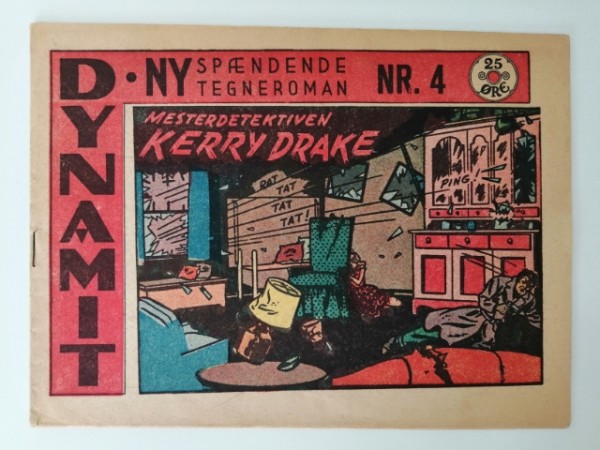 DYNAMIT
D·NY SPÆNDENDE
TEGNEROMAN
NR. 4
25
ØRE
MESTERDETEKTIVEN
KERRY DRAKE
RAT
TAT
TAT
TAT!
PING!